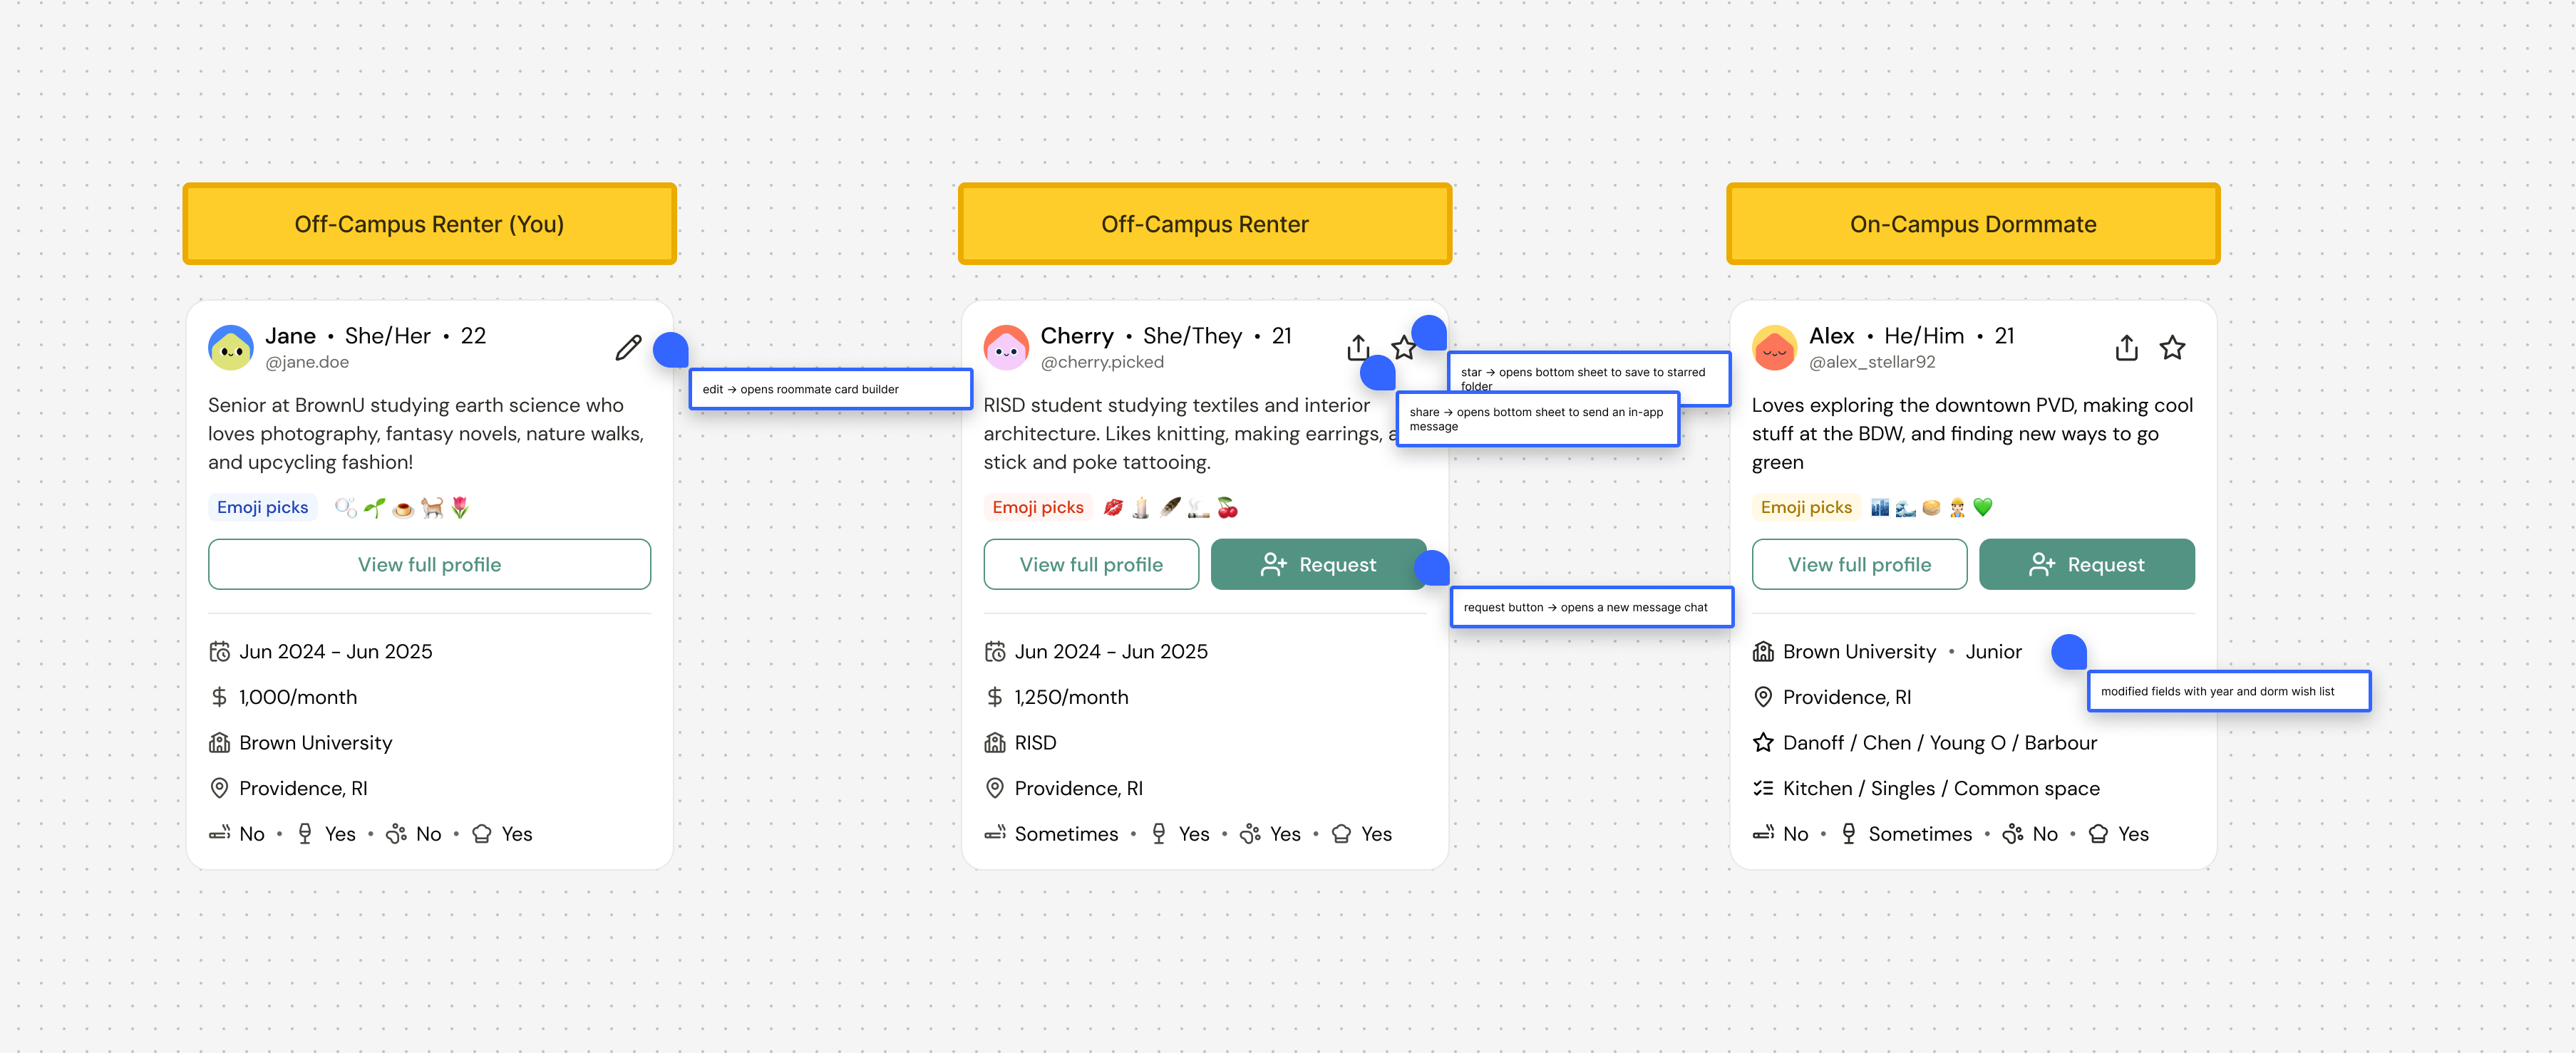 Off-Campus Renter (You)
Jane • She/Her • 22
@jane.doe
edit → opens roommate card builder
Senior at BrownU studying earth science who
loves photography, fantasy novels, nature walks,
and upcycling fashion!
Emoji picks
View full profile
Jun 2024 – Jun 2025
1,000/month
Brown University
Providence, RI
No • Yes • No • Yes
Off-Campus Renter
Cherry • She/They • 21
@cherry.picked
star → opens bottom sheet to save to starred
folder
share → opens bottom sheet to send an in-app
message
RISD student studying textiles and interior
architecture. Likes knitting, making earrings,
stick and poke tattooing.
Emoji picks
View full profile
Request
request button → opens a new message chat
Jun 2024 – Jun 2025
1,250/month
RISD
Providence, RI
Sometimes • Yes • Yes • Yes
On-Campus Dormmate
Alex • He/Him • 21
@alex_stellar92
Loves exploring the downtown PVD, making cool
stuff at the BDW, and finding new ways to go
green
Emoji picks
View full profile
Request
Brown University • Junior
modified fields with year and dorm wish list
Providence, RI
Danoff / Chen / Young O / Barbour
Kitchen / Singles / Common space
No • Sometimes • No • Yes